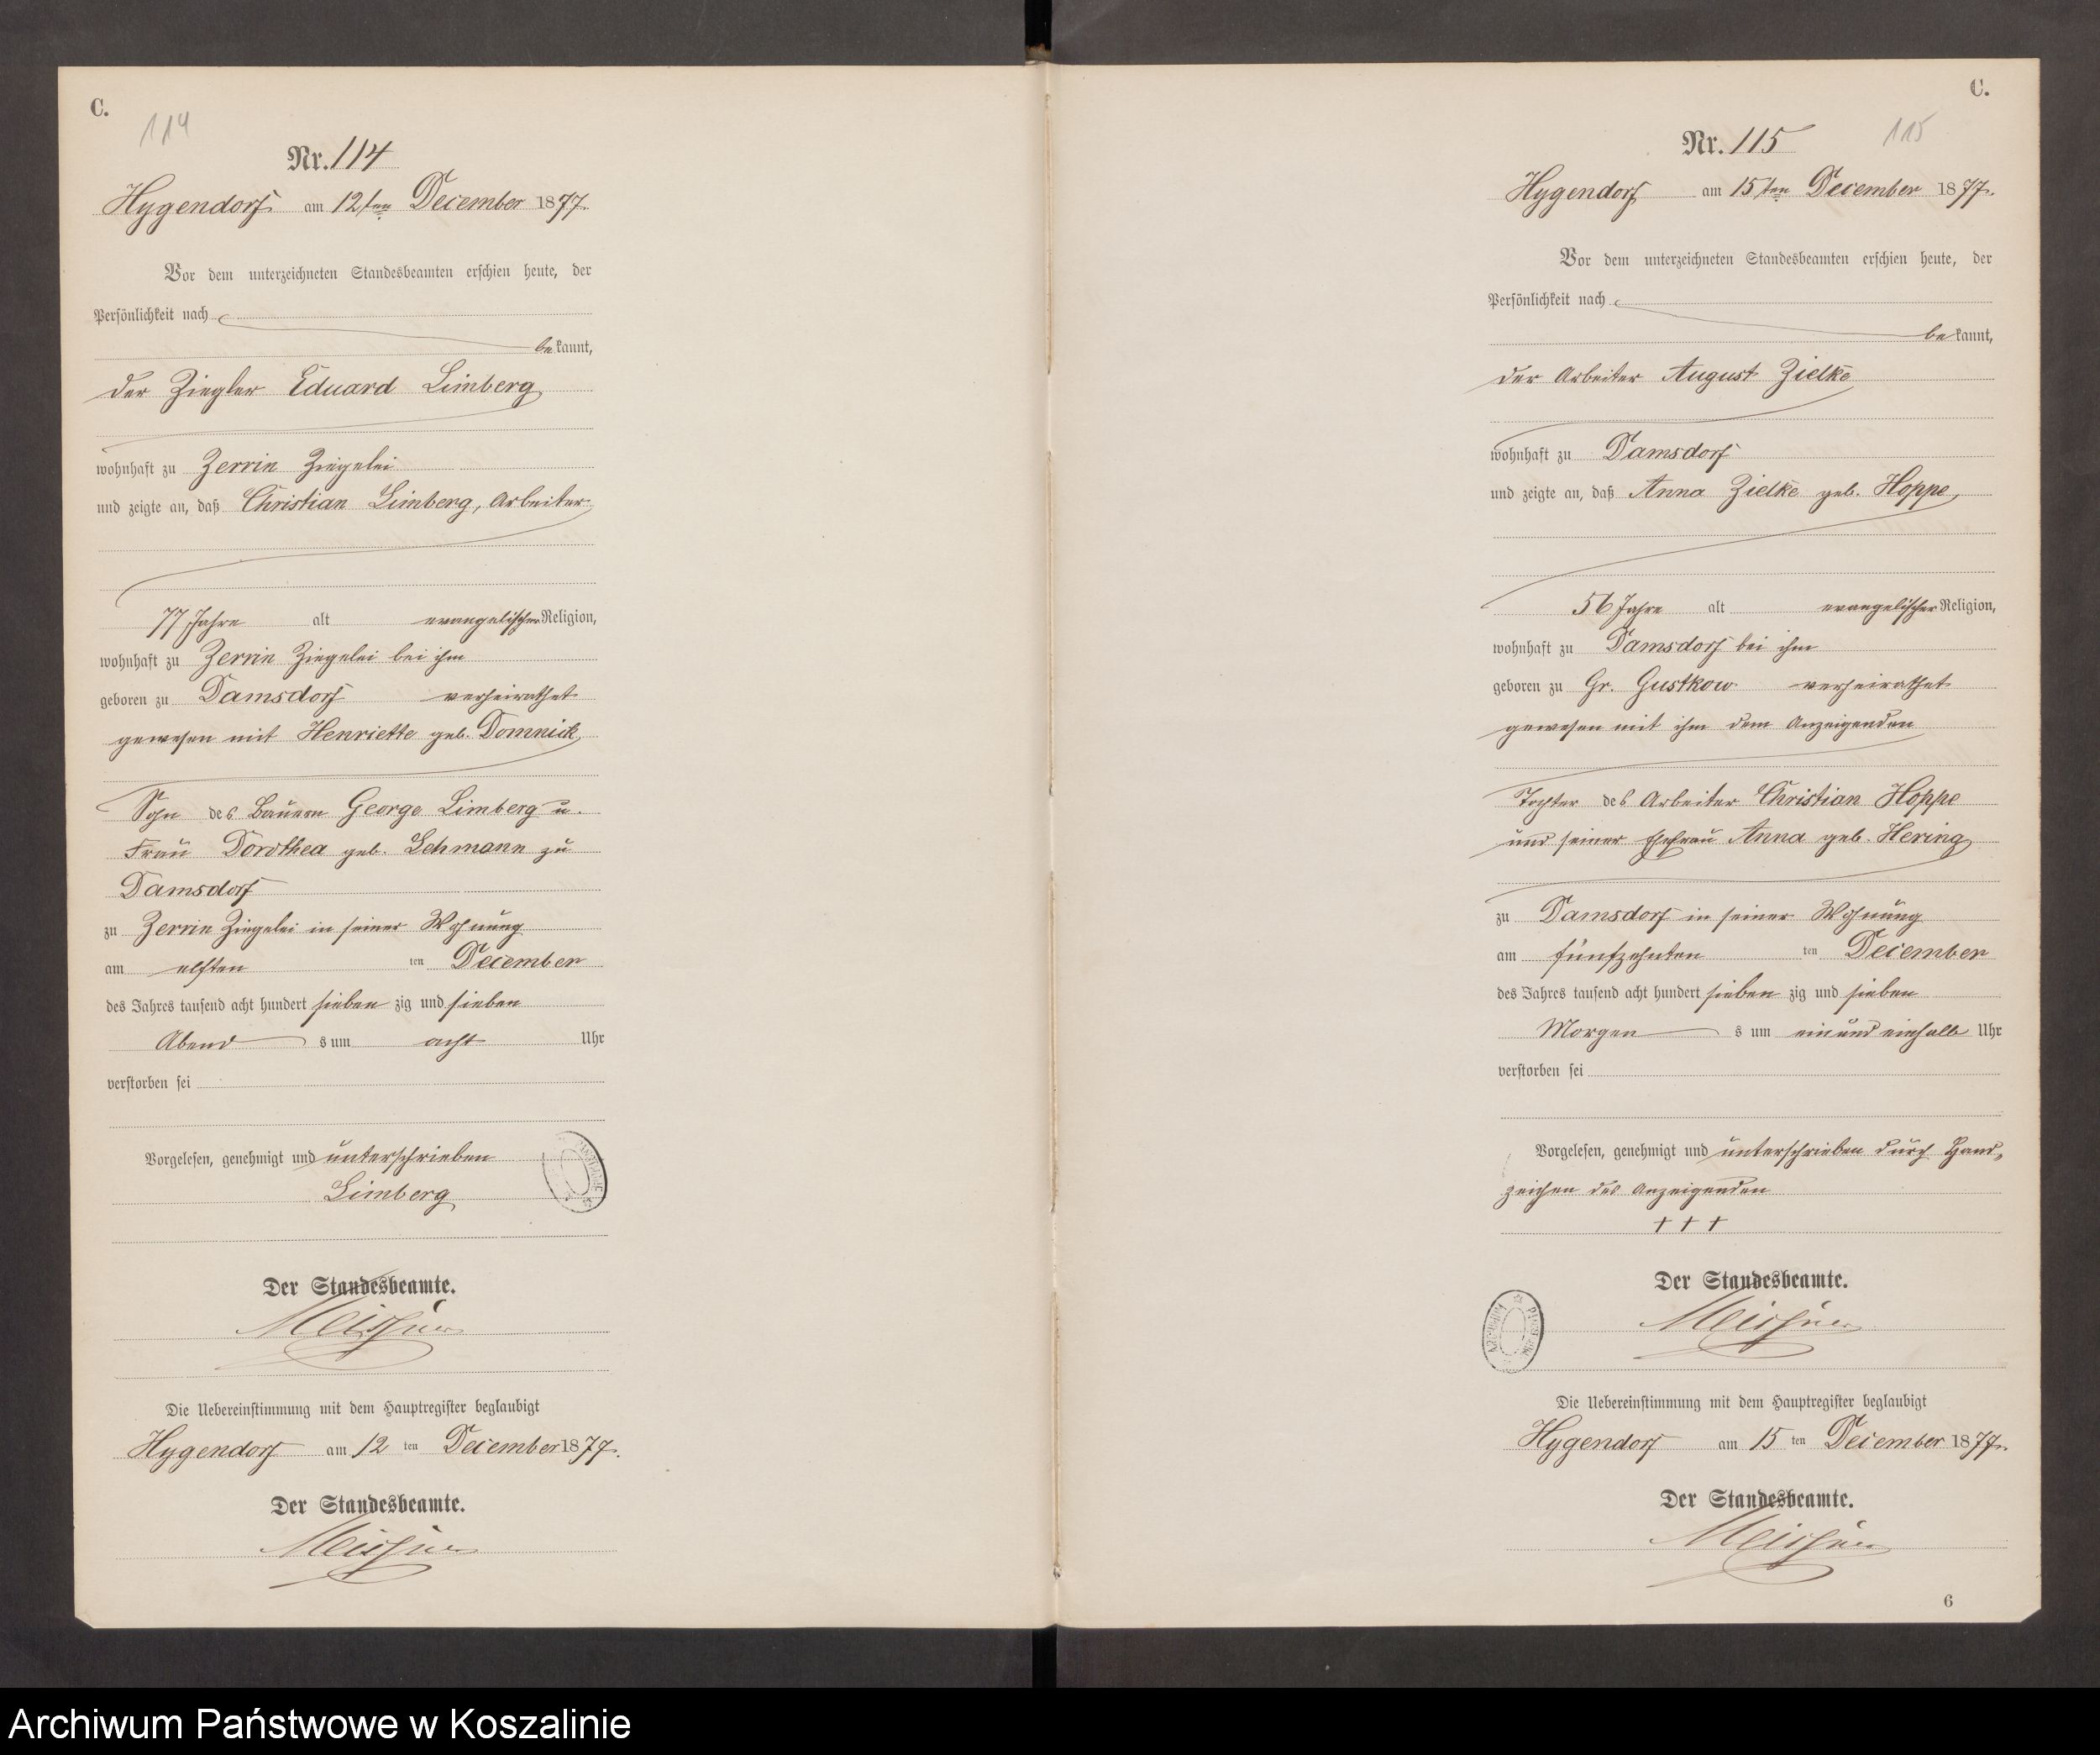 C.
114
Nr. 114
Hygendorf am 12ten December 1877.
Vor dem unterzeichneten Standesbeamten erschien heute, der
Persönlichkeit nach
bekannt,
der Ziegler Eduard Limberg
wohnhaft zu Zerrin Ziegelei
und zeigte an, daß Christian Limberg, Arbeiter
77 Jahre alt evangelischer Religion,
wohnhaft zu Zerrin Ziegelei bei ihm
geboren zu Damsdorf verheirathet
gewesen mit Henriette geb. Domnick
Sohn des Bauern George Limberg u.
Frau Dorothea geb. Lehmann zu
Damsdorf
zu Zerrin Ziegelei in seiner Wohnung
am elften ten December
des Jahres tausend acht hundert siebenzig und sieben
Abends um acht Uhr
verstorben sei
Vorgelesen, genehmigt und unterschrieben
Limberg
Der Standesbeamte.
Die Uebereinstimmung mit dem Hauptregister beglaubigt
Hygendorf am 12 ten December 1877.
Der Standesbeamte.
C.
115
Nr. 115
Hygendorf am 15ten December 1877.
Vor dem unterzeichneten Standesbeamten erschien heute, der
Persönlichkeit nach
bekannt,
der Arbeiter August Zielke
wohnhaft zu Damsdorf
und zeigte an, daß Anna Zielke geb. Hoppe,
56 Jahre alt evangelischer Religion,
wohnhaft zu Damsdorf bei ihm
geboren zu Gr. Gustkow verheirathet
gewesen mit ihm dem Anzeigenden
Tochter des Arbeiter Christian Hoppe
und seiner Ehefrau Anna geb. Hering
zu Damsdorf in seiner Wohnung
am fünfzehnten ten December
des Jahres tausend acht hundert siebenzig und sieben
Morgens um ein und einhalb Uhr
verstorben sei
Vorgelesen, genehmigt und unterschrieben durch Hand-
zeichen des Anzeigenden
+ + +
Der Standesbeamte.
Die Uebereinstimmung mit dem Hauptregister beglaubigt
Hygendorf am 15 ten December 1877.
Der Standesbeamte.
6
Archiwum Państwowe w Koszalinie